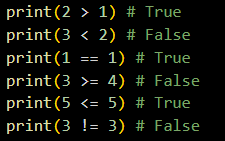 print(2 > 1) # True
print(3 < 2) # False
print(1 == 1) # True
print(3 >= 4) # False
print(5 <= 5) # True
print(3 != 3) # False